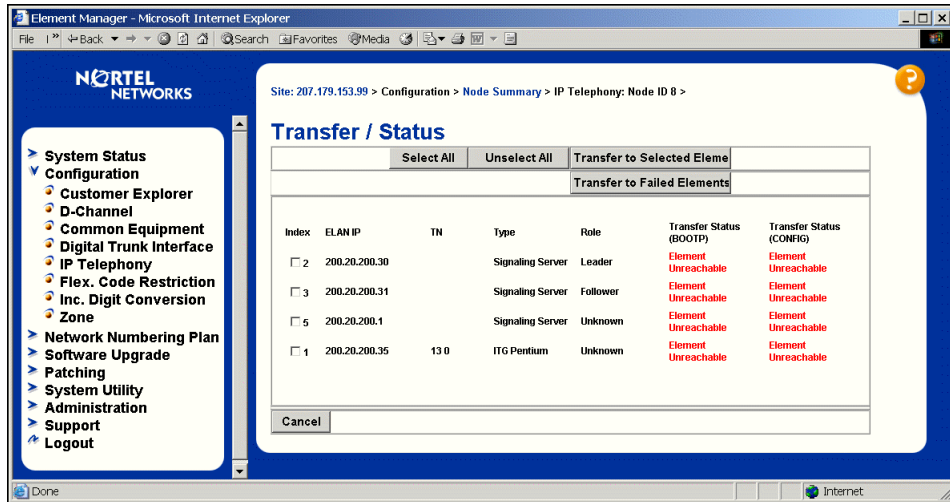 Element Manager - Microsoft Internet Explorer
File Back Search Favorites Media
NORTEL
NETWORKS
Site: 207.179.153.99 > Configuration > Node Summary > IP Telephony: Node ID 8 >
?
Transfer / Status
Select All Unselect All Transfer to Selected Eleme
Transfer to Failed Elements
System Status
Configuration
Customer Explorer
D-Channel
Common Equipment
Digital Trunk Interface
IP Telephony
Flex. Code Restriction
Inc. Digit Conversion
Zone
Network Numbering Plan
Software Upgrade
Patching
System Utility
Administration
Support
Logout
Index ELAN IP TN Type Role Transfer Status (BOOTP) Transfer Status (CONFIG)
2 200.20.200.30 Signaling Server Leader Element Unreachable Element Unreachable
3 200.20.200.31 Signaling Server Follower Element Unreachable Element Unreachable
5 200.20.200.1 Signaling Server Unknown Element Unreachable Element Unreachable
1 200.20.200.35 13 0 ITG Pentium Unknown Element Unreachable Element Unreachable
Cancel
Done Internet